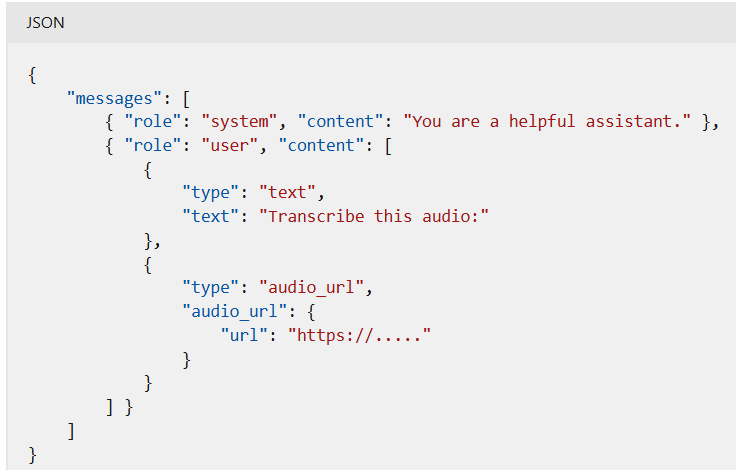 JSON
{
    "messages": [
        { "role": "system", "content": "You are a helpful assistant." },
        { "role": "user", "content": [
            {
                "type": "text",
                "text": "Transcribe this audio:"
            },
            {
                "type": "audio_url",
                "audio_url": {
                    "url": "https://....."
                }
            }
        ] }
    ]
}